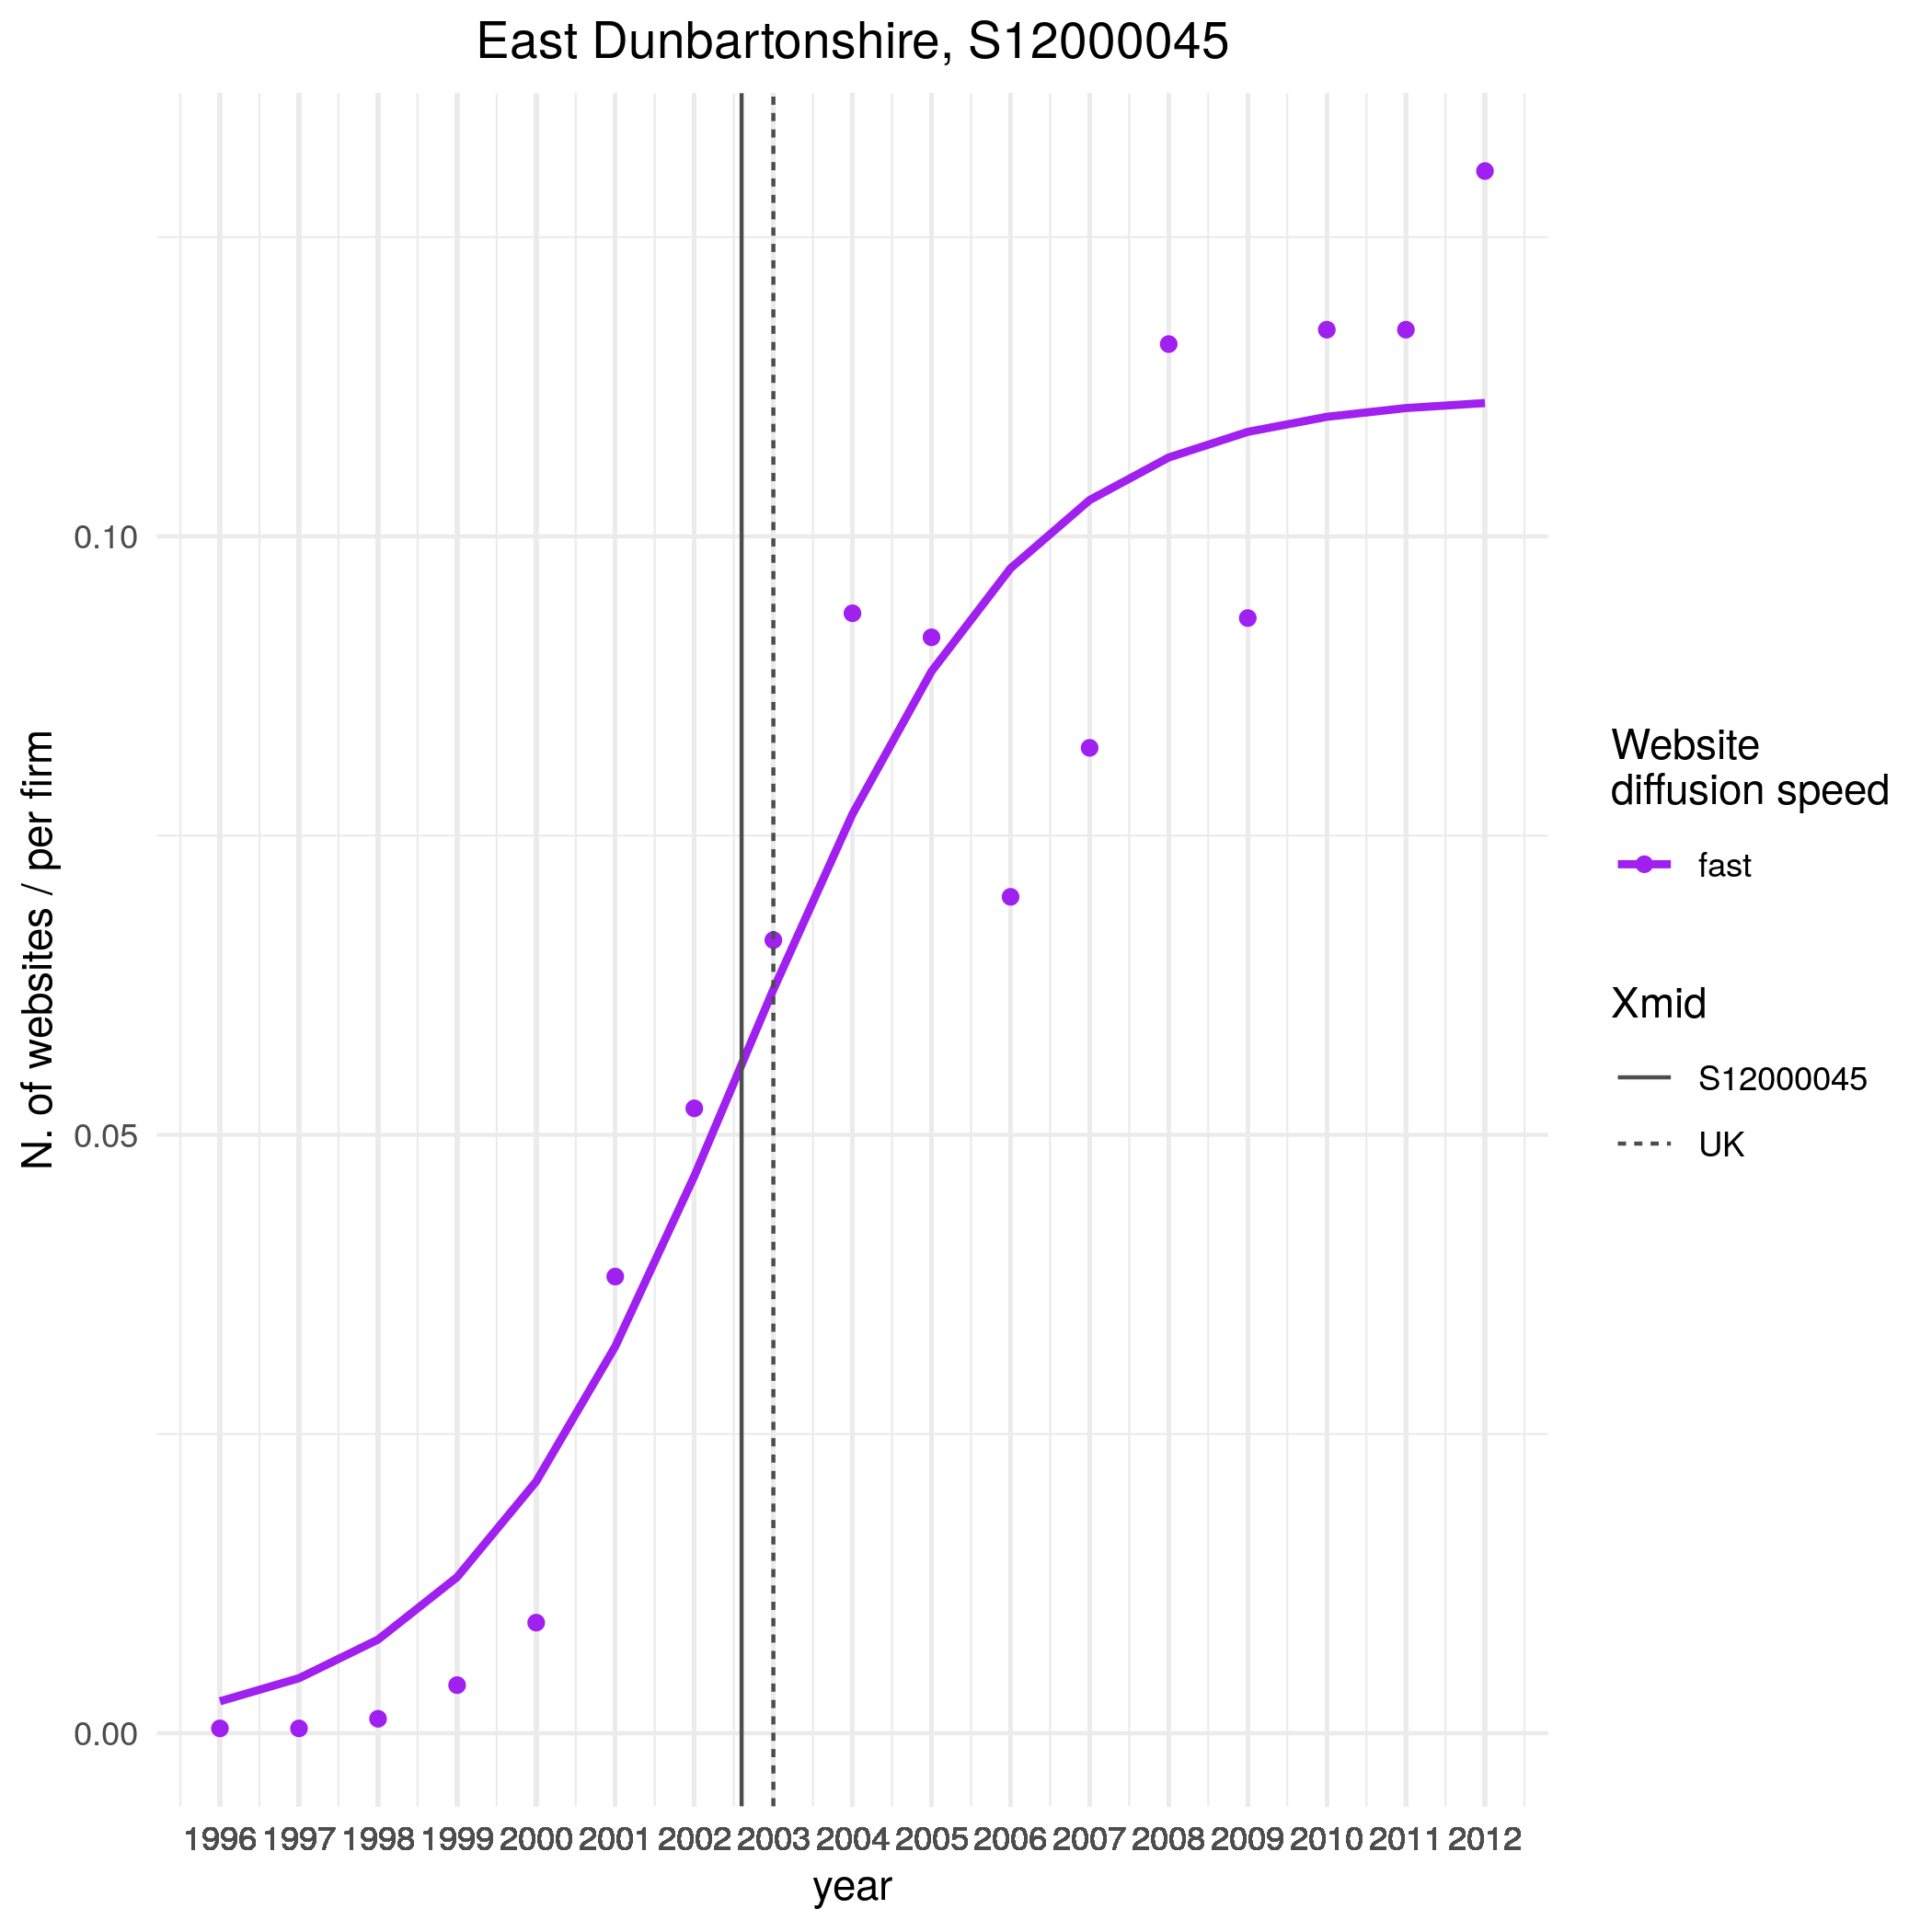 East Dunbartonshire, S12000045
N. of websites / per firm
0.10
0.05
0.00
1996 1997 1998 1999 2000 2001 2002 2003 2004 2005 2006 2007 2008 2009 2010 2011 2012
year
Website
diffusion speed
fast
Xmid
S12000045
UK